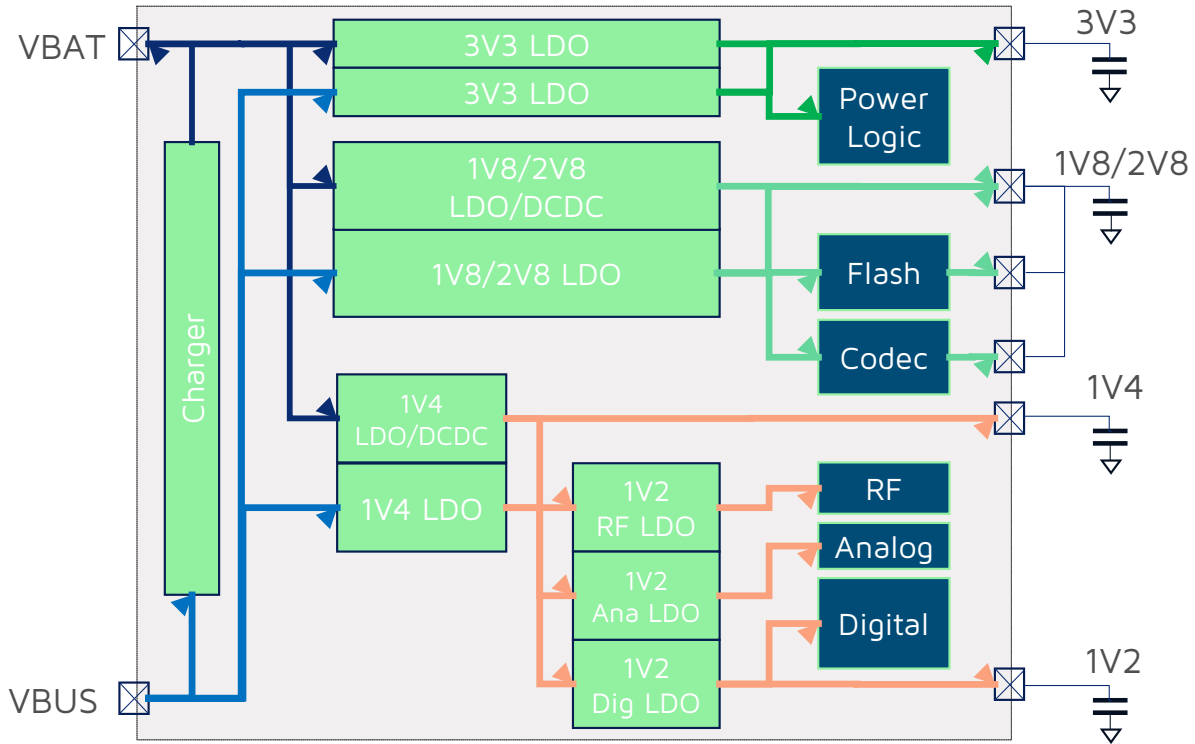 VBAT
3V3 LDO
3V3 LDO
3V3
Power
Logic
1V8/2V8
LDO/DCDC
1V8/2V8
1V8/2V8 LDO
Flash
Codec
Charger
1V4
LDO/DCDC
1V4
1V4 LDO
1V2
RF LDO
RF
Analog
1V2
Ana LDO
Digital
1V2
Dig LDO
1V2
VBUS